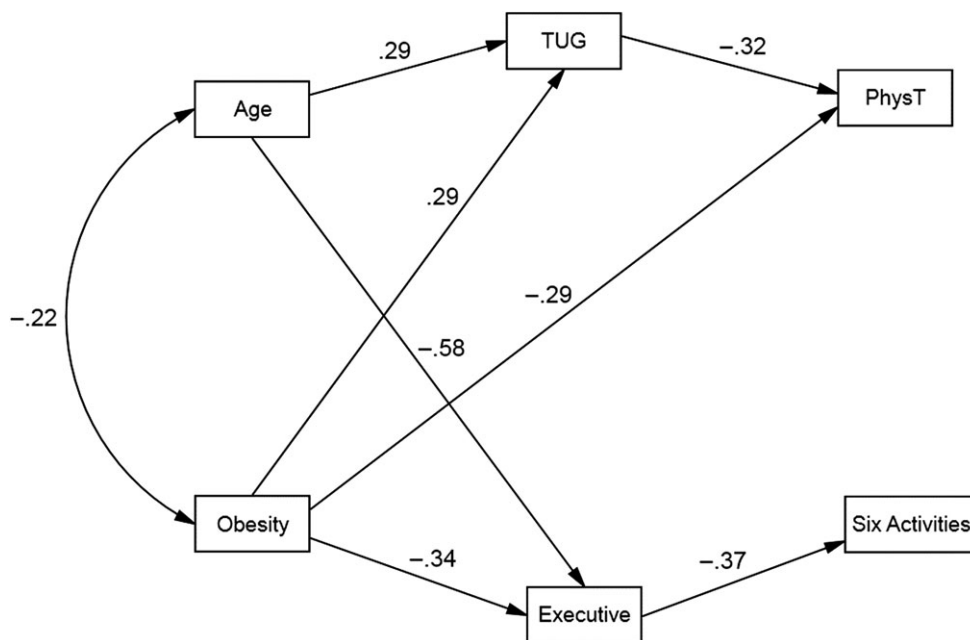 TUG
.29
–.32
Age
PhysT
.29
–.29
–.22
–.58
Obesity
Six Activities
–.34
–.37
Executive